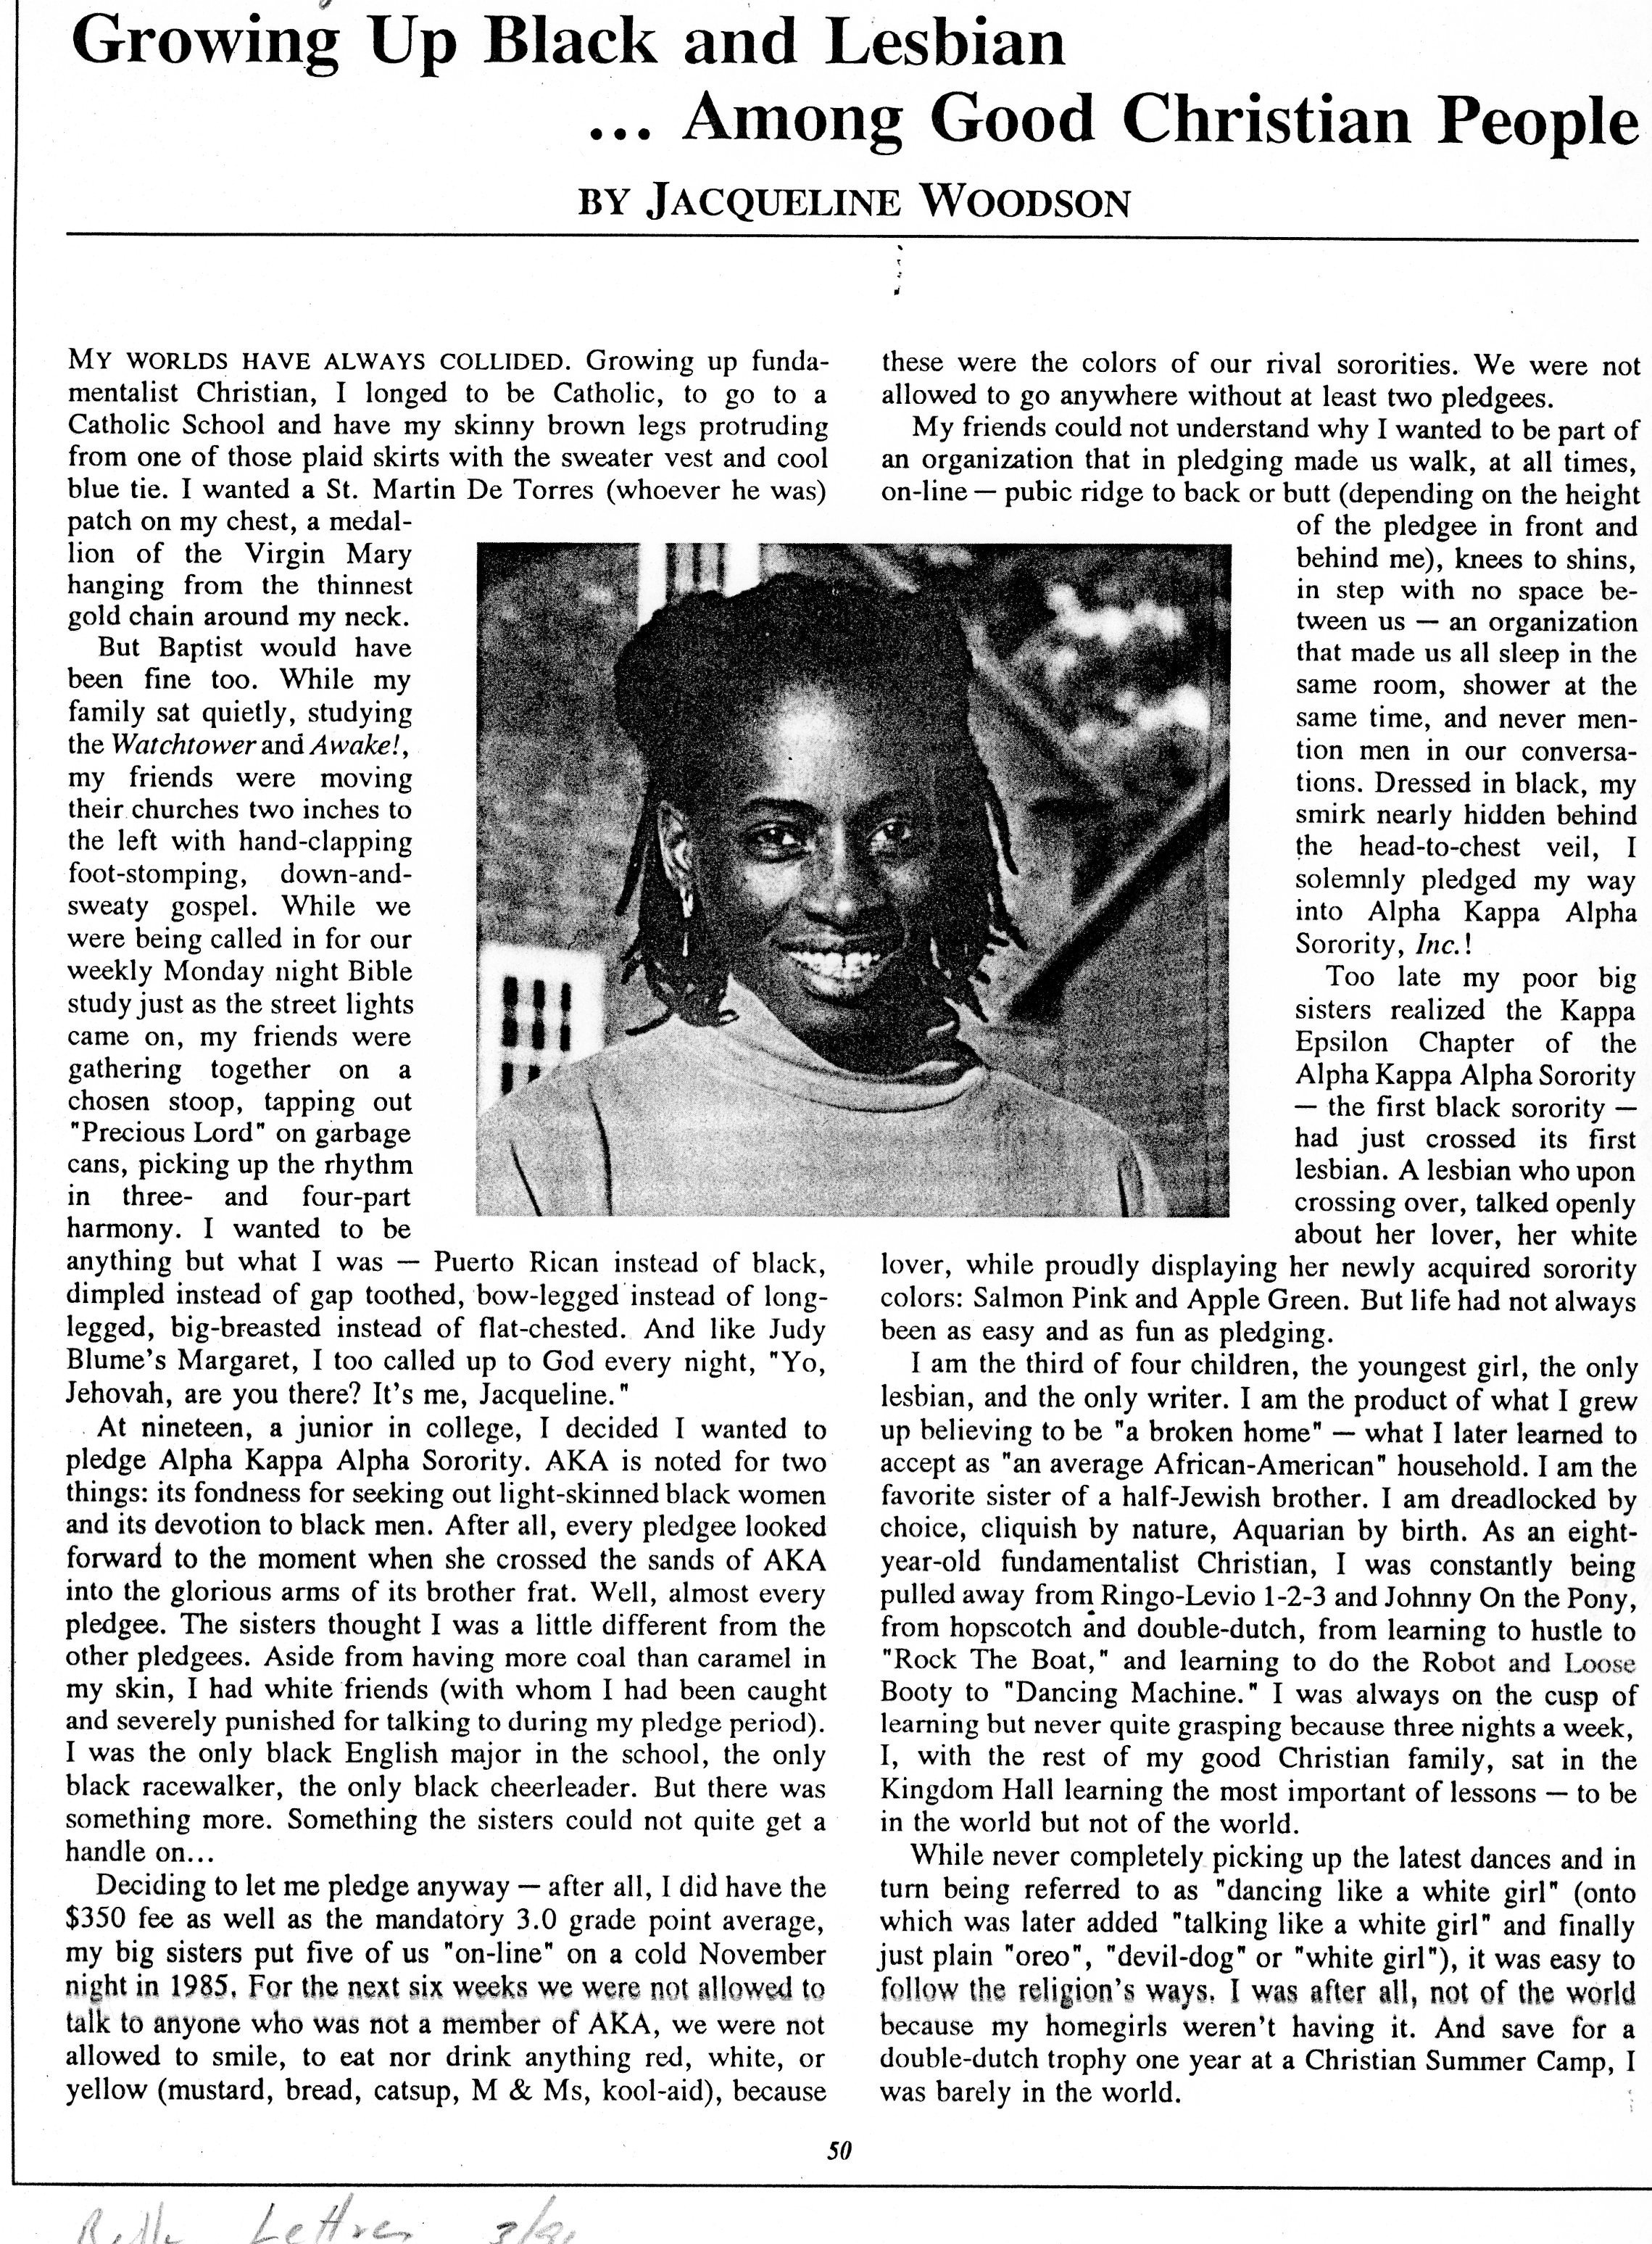 Growing Up Black and Lesbian
... Among Good Christian People
BY JACQUELINE WOODSON
MY WORLDS HAVE ALWAYS COLLIDED. Growing up funda-
mentalist Christian, I longed to be Catholic, to go to a
Catholic School and have my skinny brown legs protruding
from one of those plaid skirts with the sweater vest and cool
blue tie. I wanted a St. Martin De Torres (whoever he was)
patch on my chest, a medal-
lion of the Virgin Mary
hanging from the thinnest
gold chain around my neck.
But Baptist would have
been fine too. While my
family sat quietly, studying
the Watchtower and Awake!,
my friends were moving
their churches two inches to
the left with hand-clapping
foot-stomping, down-and-
sweaty gospel. While we
were being called in for our
weekly Monday night Bible
study just as the street lights
came on, my friends were
gathering together on a
chosen stoop, tapping out
"Precious Lord" on garbage
cans, picking up the rhythm
in three- and four-part
harmony. I wanted to be
anything but what I was — Puerto Rican instead of black,
dimpled instead of gap toothed, bow-legged instead of long-
legged, big-breasted instead of flat-chested. And like Judy
Blume's Margaret, I too called up to God every night, "Yo,
Jehovah, are you there? It's me, Jacqueline."
At nineteen, a junior in college, I decided I wanted to
pledge Alpha Kappa Alpha Sorority. AKA is noted for two
things: its fondness for seeking out light-skinned black women
and its devotion to black men. After all, every pledgee looked
forward to the moment when she crossed the sands of AKA
into the glorious arms of its brother frat. Well, almost every
pledgee. The sisters thought I was a little different from the
other pledgees. Aside from having more coal than caramel in
my skin, I had white friends (with whom I had been caught
and severely punished for talking to during my pledge period).
I was the only black English major in the school, the only
black racewalker, the only black cheerleader. But there was
something more. Something the sisters could not quite get a
handle on...
Deciding to let me pledge anyway — after all, I did have the
$350 fee as well as the mandatory 3.0 grade point average,
my big sisters put five of us "on-line" on a cold November
night in 1985. For the next six weeks we were not allowed to
talk to anyone who was not a member of AKA, we were not
allowed to smile, to eat nor drink anything red, white, or
yellow (mustard, bread, catsup, M & Ms, kool-aid), because
these were the colors of our rival sororities. We were not
allowed to go anywhere without at least two pledgees.
My friends could not understand why I wanted to be part of
an organization that in pledging made us walk, at all times,
on-line — pubic ridge to back or butt (depending on the height
of the pledgee in front and
behind me), knees to shins,
in step with no space be-
tween us — an organization
that made us all sleep in the
same room, shower at the
same time, and never men-
tion men in our conversa-
tions. Dressed in black, my
smirk nearly hidden behind
the head-to-chest veil, I
solemnly pledged my way
into Alpha Kappa Alpha
Sorority, Inc.!
Too late my poor big
sisters realized the Kappa
Epsilon Chapter of the
Alpha Kappa Alpha Sorority
— the first black sorority —
had just crossed its first
lesbian. A lesbian who upon
crossing over, talked openly
about her lover, her white
lover, while proudly displaying her newly acquired sorority
colors: Salmon Pink and Apple Green. But life had not always
been as easy and as fun as pledging.
I am the third of four children, the youngest girl, the only
lesbian, and the only writer. I am the product of what I grew
up believing to be "a broken home" — what I later learned to
accept as "an average African-American" household. I am the
favorite sister of a half-Jewish brother. I am dreadlocked by
choice, cliquish by nature, Aquarian by birth. As an eight-
year-old fundamentalist Christian, I was constantly being
pulled away from Ringo-Levio 1-2-3 and Johnny On the Pony,
from hopscotch and double-dutch, from learning to hustle to
"Rock The Boat," and learning to do the Robot and Loose
Booty to "Dancing Machine." I was always on the cusp of
learning but never quite grasping because three nights a week,
I, with the rest of my good Christian family, sat in the
Kingdom Hall learning the most important of lessons — to be
in the world but not of the world.
While never completely picking up the latest dances and in
turn being referred to as "dancing like a white girl" (onto
which was later added "talking like a white girl" and finally
just plain "oreo", "devil-dog" or "white girl"), it was easy to
follow the religion's ways. I was after all, not of the world
because my homegirls weren't having it. And save for a
double-dutch trophy one year at a Christian Summer Camp, I
was barely in the world.
50
Lettres